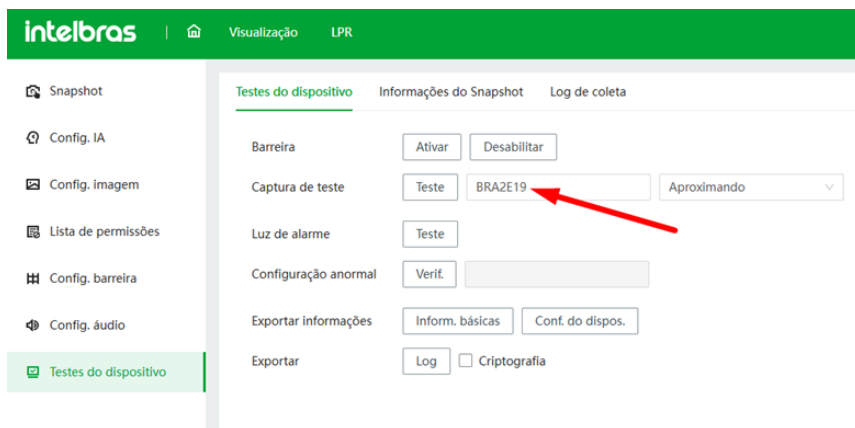 intelbras Visualização LPR
Snapshot
Config. IA
Config. imagem
Lista de permissões
Config. barreira
Config. áudio
Testes do dispositivo
Testes do dispositivo Informações do Snapshot Log de coleta
Barreira Ativar Desabilitar
Captura de teste Teste BRA2E19 Aproximando
Luz de alarme Teste
Configuração anormal Verif.
Exportar informações Inform. básicas Conf. do dispos.
Exportar Log Criptografia